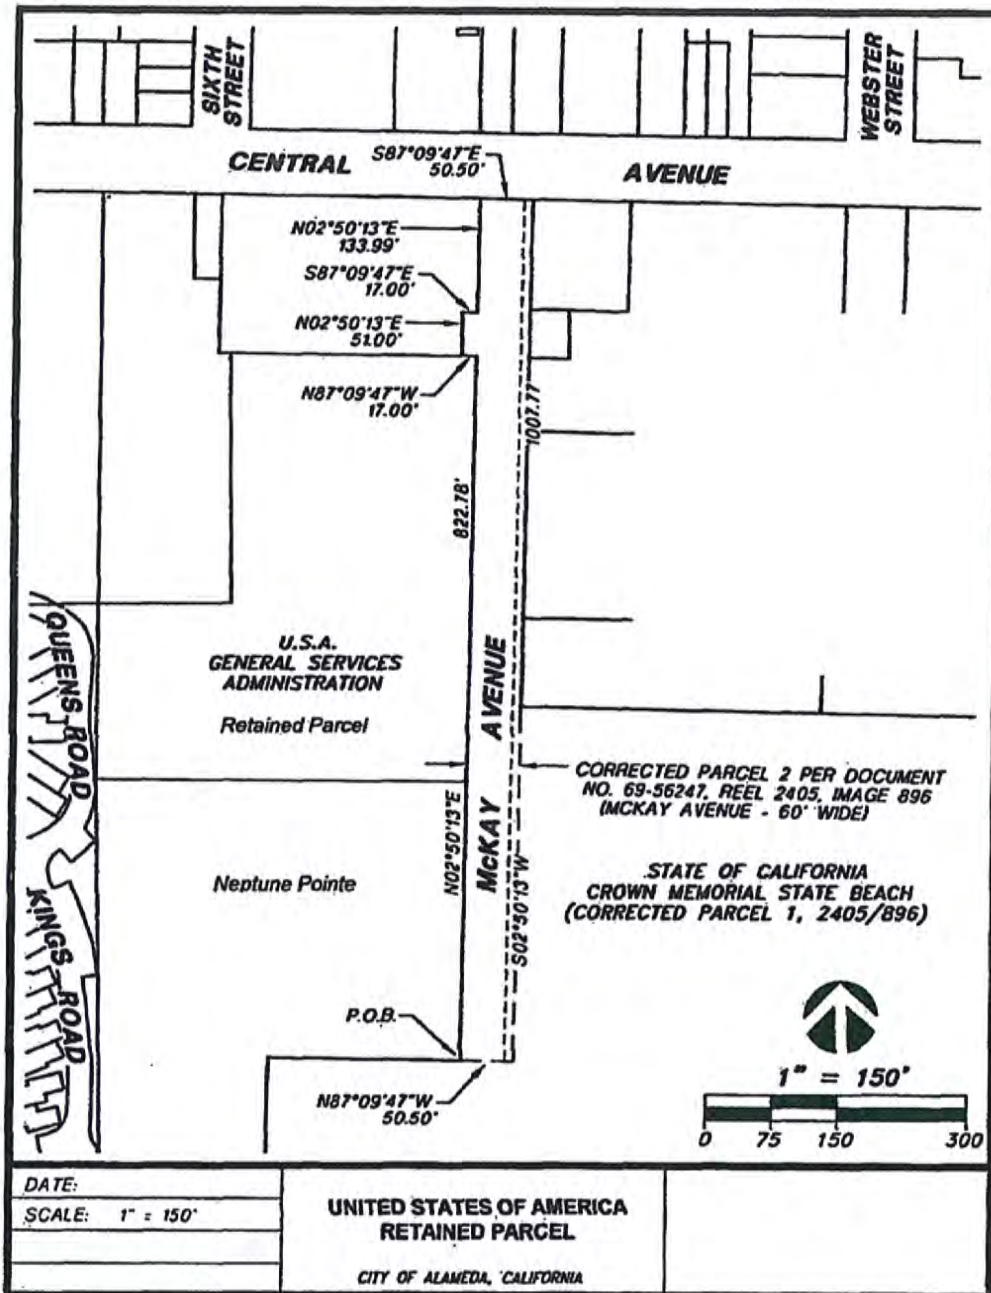 SIXTH
STREET
WEBSTER
STREET
CENTRAL
S87°09'47"E
50.50'
AVENUE
N02°50'13"E
133.99'
S87°09'47"E
17.00'
N02°50'13"E
51.00'
N87°09'47"W
17.00'
1007.77
822.78'
QUEENS ROAD
U.S.A.
GENERAL SERVICES
ADMINISTRATION
Retained Parcel
McKAY AVENUE
CORRECTED PARCEL 2 PER DOCUMENT
NO. 69-56247, REEL 2405, IMAGE 896
(MCKAY AVENUE - 60' WIDE)
N02°50'13"E
S02°50'13"W
Neptune Pointe
STATE OF CALIFORNIA
CROWN MEMORIAL STATE BEACH
(CORRECTED PARCEL 1, 2405/896)
KINGS ROAD
P.O.B.
N87°09'47"W
50.50'
1" = 150'
0 75 150 300
DATE:
SCALE: 1" = 150'
UNITED STATES OF AMERICA
RETAINED PARCEL
CITY OF ALAMEDA, CALIFORNIA